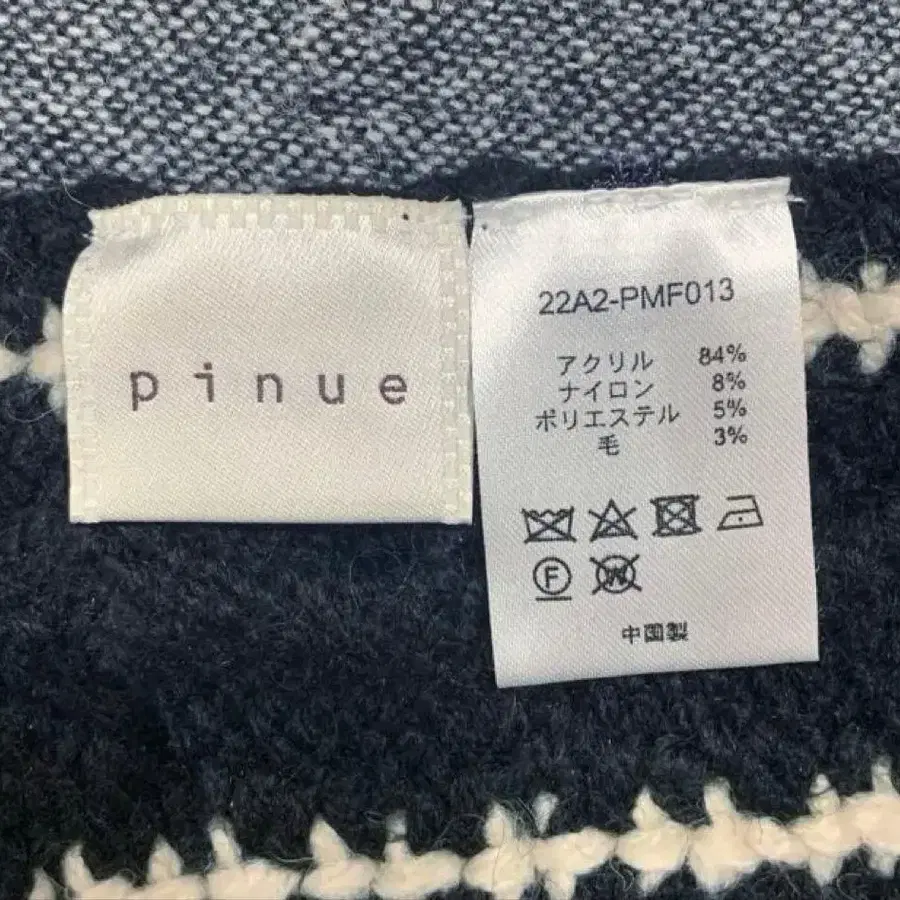 pinue
22A2-PMF013
アクリル 84%
ナイロン 8%
ポリエステル 5%
毛 3%
F W
中国製